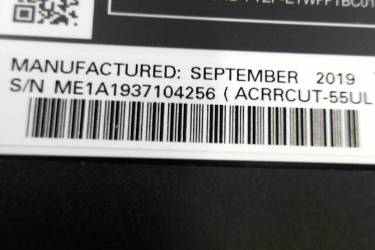 MANUFACTURED: SEPTEMBER 2019
S/N ME1A1937104256 ( ACRRCUT-55UL